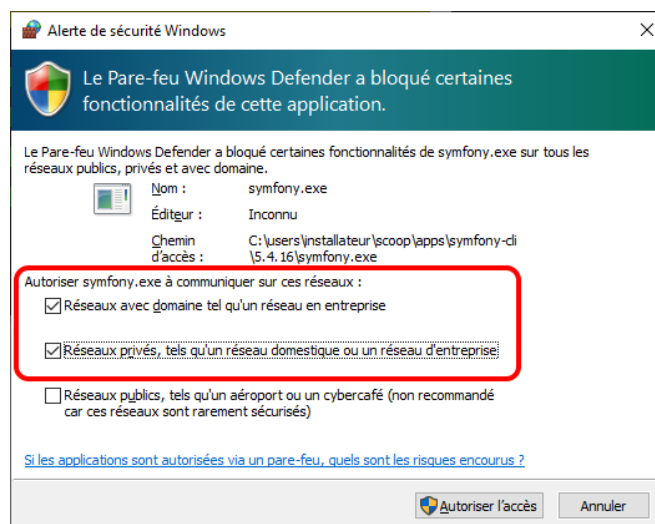 Alerte de sécurité Windows
Le Pare-feu Windows Defender a bloqué certaines
fonctionnalités de cette application.
Le Pare-feu Windows Defender a bloqué certaines fonctionnalités de symfony.exe sur tous les
réseaux publics, privés et avec domaine.
Nom : symfony.exe
Éditeur : Inconnu
Chemin C:\users\installateur\scoop\apps\symfony-cli
d'accès : \5.4.16\symfony.exe
Autoriser symfony.exe à communiquer sur ces réseaux :
Réseaux avec domaine tel qu'un réseau en entreprise
Réseaux privés, tels qu'un réseau domestique ou un réseau d'entreprise
Réseaux publics, tels qu'un aéroport ou un cybercafé (non recommandé
car ces réseaux sont rarement sécurisés)
Si les applications sont autorisées via un pare-feu, quels sont les risques encourus ?
Autoriser l'accès Annuler